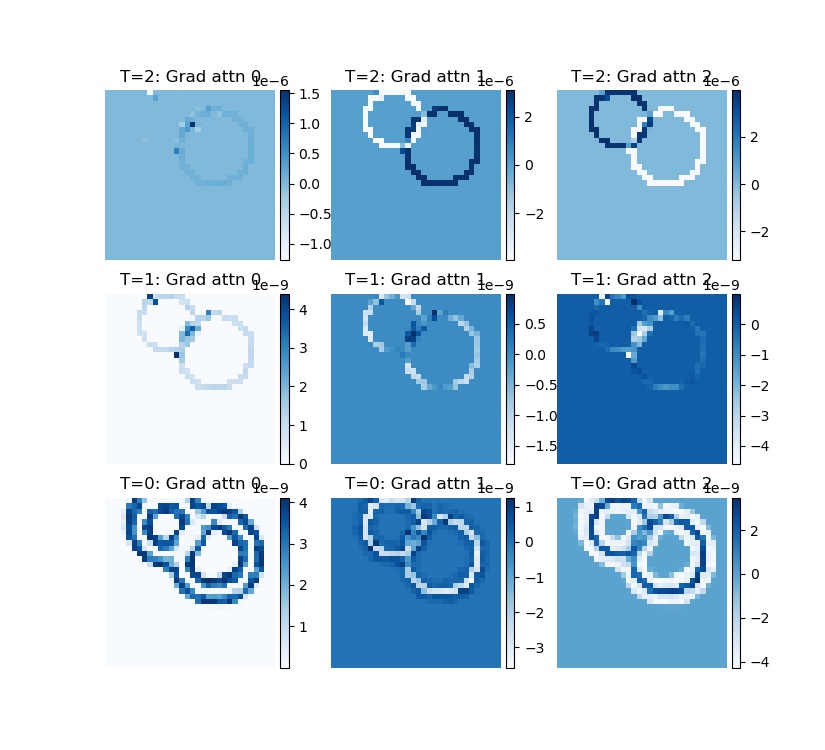 T=2: Grad attn 0
1e−6
T=2: Grad attn 1
1e−6
T=2: Grad attn 2
1e−6
1.5
1.0
0.5
0.0
−0.5
−1.0
2
0
−2
2
0
−2
T=1: Grad attn 0
1e−9
T=1: Grad attn 1
1e−9
T=1: Grad attn 2
1e−9
4
3
2
1
0
0.5
0.0
−0.5
−1.0
−1.5
0
−1
−2
−3
−4
T=0: Grad attn 0
1e−9
T=0: Grad attn 1
1e−9
T=0: Grad attn 2
1e−9
4
3
2
1
1
0
−1
−2
−3
2
0
−2
−4